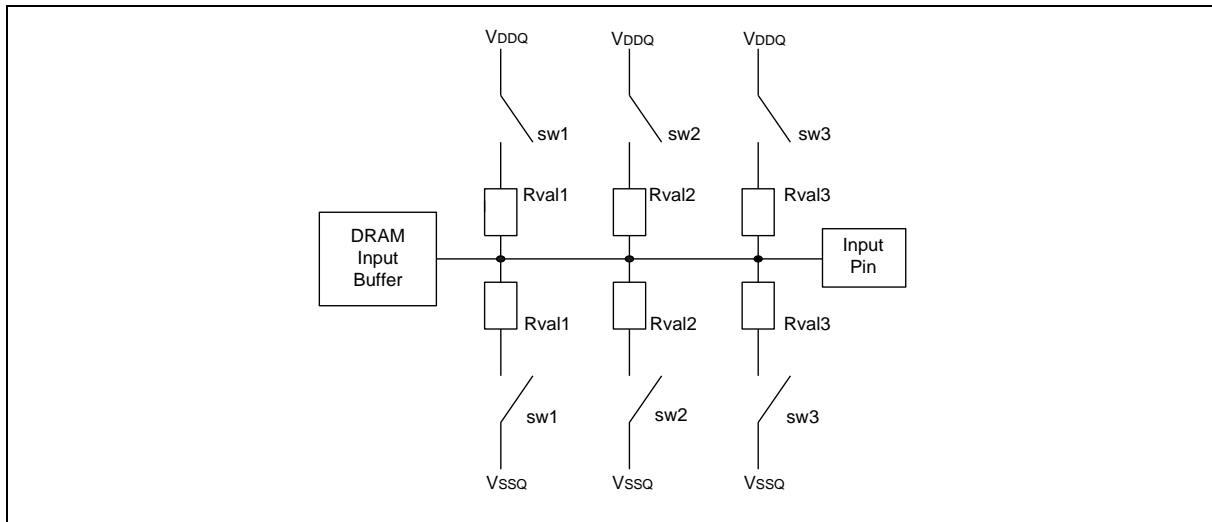 VDDQ VDDQ VDDQ
sw1 sw2 sw3
Rval1 Rval2 Rval3
DRAM
Input
Buffer
Input
Pin
Rval1 Rval2 Rval3
sw1 sw2 sw3
VSSQ VSSQ VSSQ